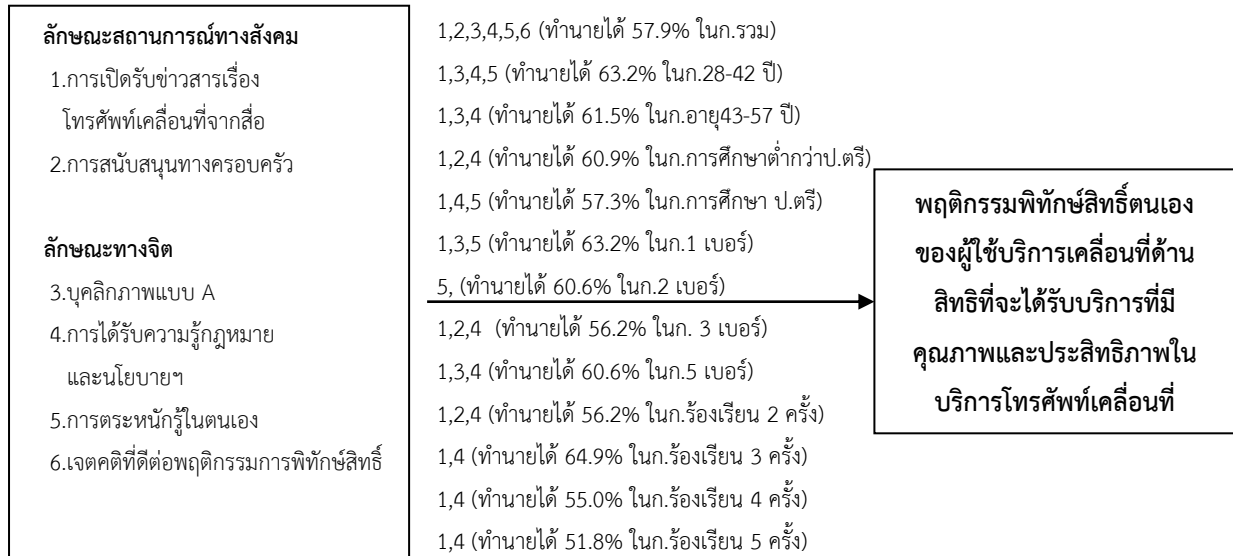 ลักษณะสถานการณ์ทางสังคม
1.การเปิดรับข่าวสารเรื่อง
โทรศัพท์เคลื่อนที่จากสื่อ
2.การสนับสนุนทางครอบครัว
ลักษณะทางจิต
3.บุคลิกภาพแบบ A
4.การได้รับความรู้กฎหมาย
และนโยบายฯ
5.การตระหนักรู้ในตนเอง
6.เจตคติที่ดีต่อพฤติกรรมการพิทักษ์สิทธิ์
1,2,3,4,5,6 (ทำนายได้ 57.9% ในก.รวม)
1,3,4,5 (ทำนายได้ 63.2% ในก.28-42 ปี)
1,3,4 (ทำนายได้ 61.5% ในก.อายุ43-57 ปี)
1,2,4 (ทำนายได้ 60.9% ในก.การศึกษาต่ำกว่าป.ตรี)
1,4,5 (ทำนายได้ 57.3% ในก.การศึกษา ป.ตรี)
1,3,5 (ทำนายได้ 63.2% ในก.1 เบอร์)
5, (ทำนายได้ 60.6% ในก.2 เบอร์)
1,2,4 (ทำนายได้ 56.2% ในก. 3 เบอร์)
1,3,4 (ทำนายได้ 60.6% ในก.5 เบอร์)
1,2,4 (ทำนายได้ 56.2% ในก.ร้องเรียน 2 ครั้ง)
1,4 (ทำนายได้ 64.9% ในก.ร้องเรียน 3 ครั้ง)
1,4 (ทำนายได้ 55.0% ในก.ร้องเรียน 4 ครั้ง)
1,4 (ทำนายได้ 51.8% ในก.ร้องเรียน 5 ครั้ง)
พฤติกรรมพิทักษ์สิทธิ์ตนเอง
ของผู้ใช้บริการเคลื่อนที่ด้าน
สิทธิที่จะได้รับบริการที่มี
คุณภาพและประสิทธิภาพใน
บริการโทรศัพท์เคลื่อนที่